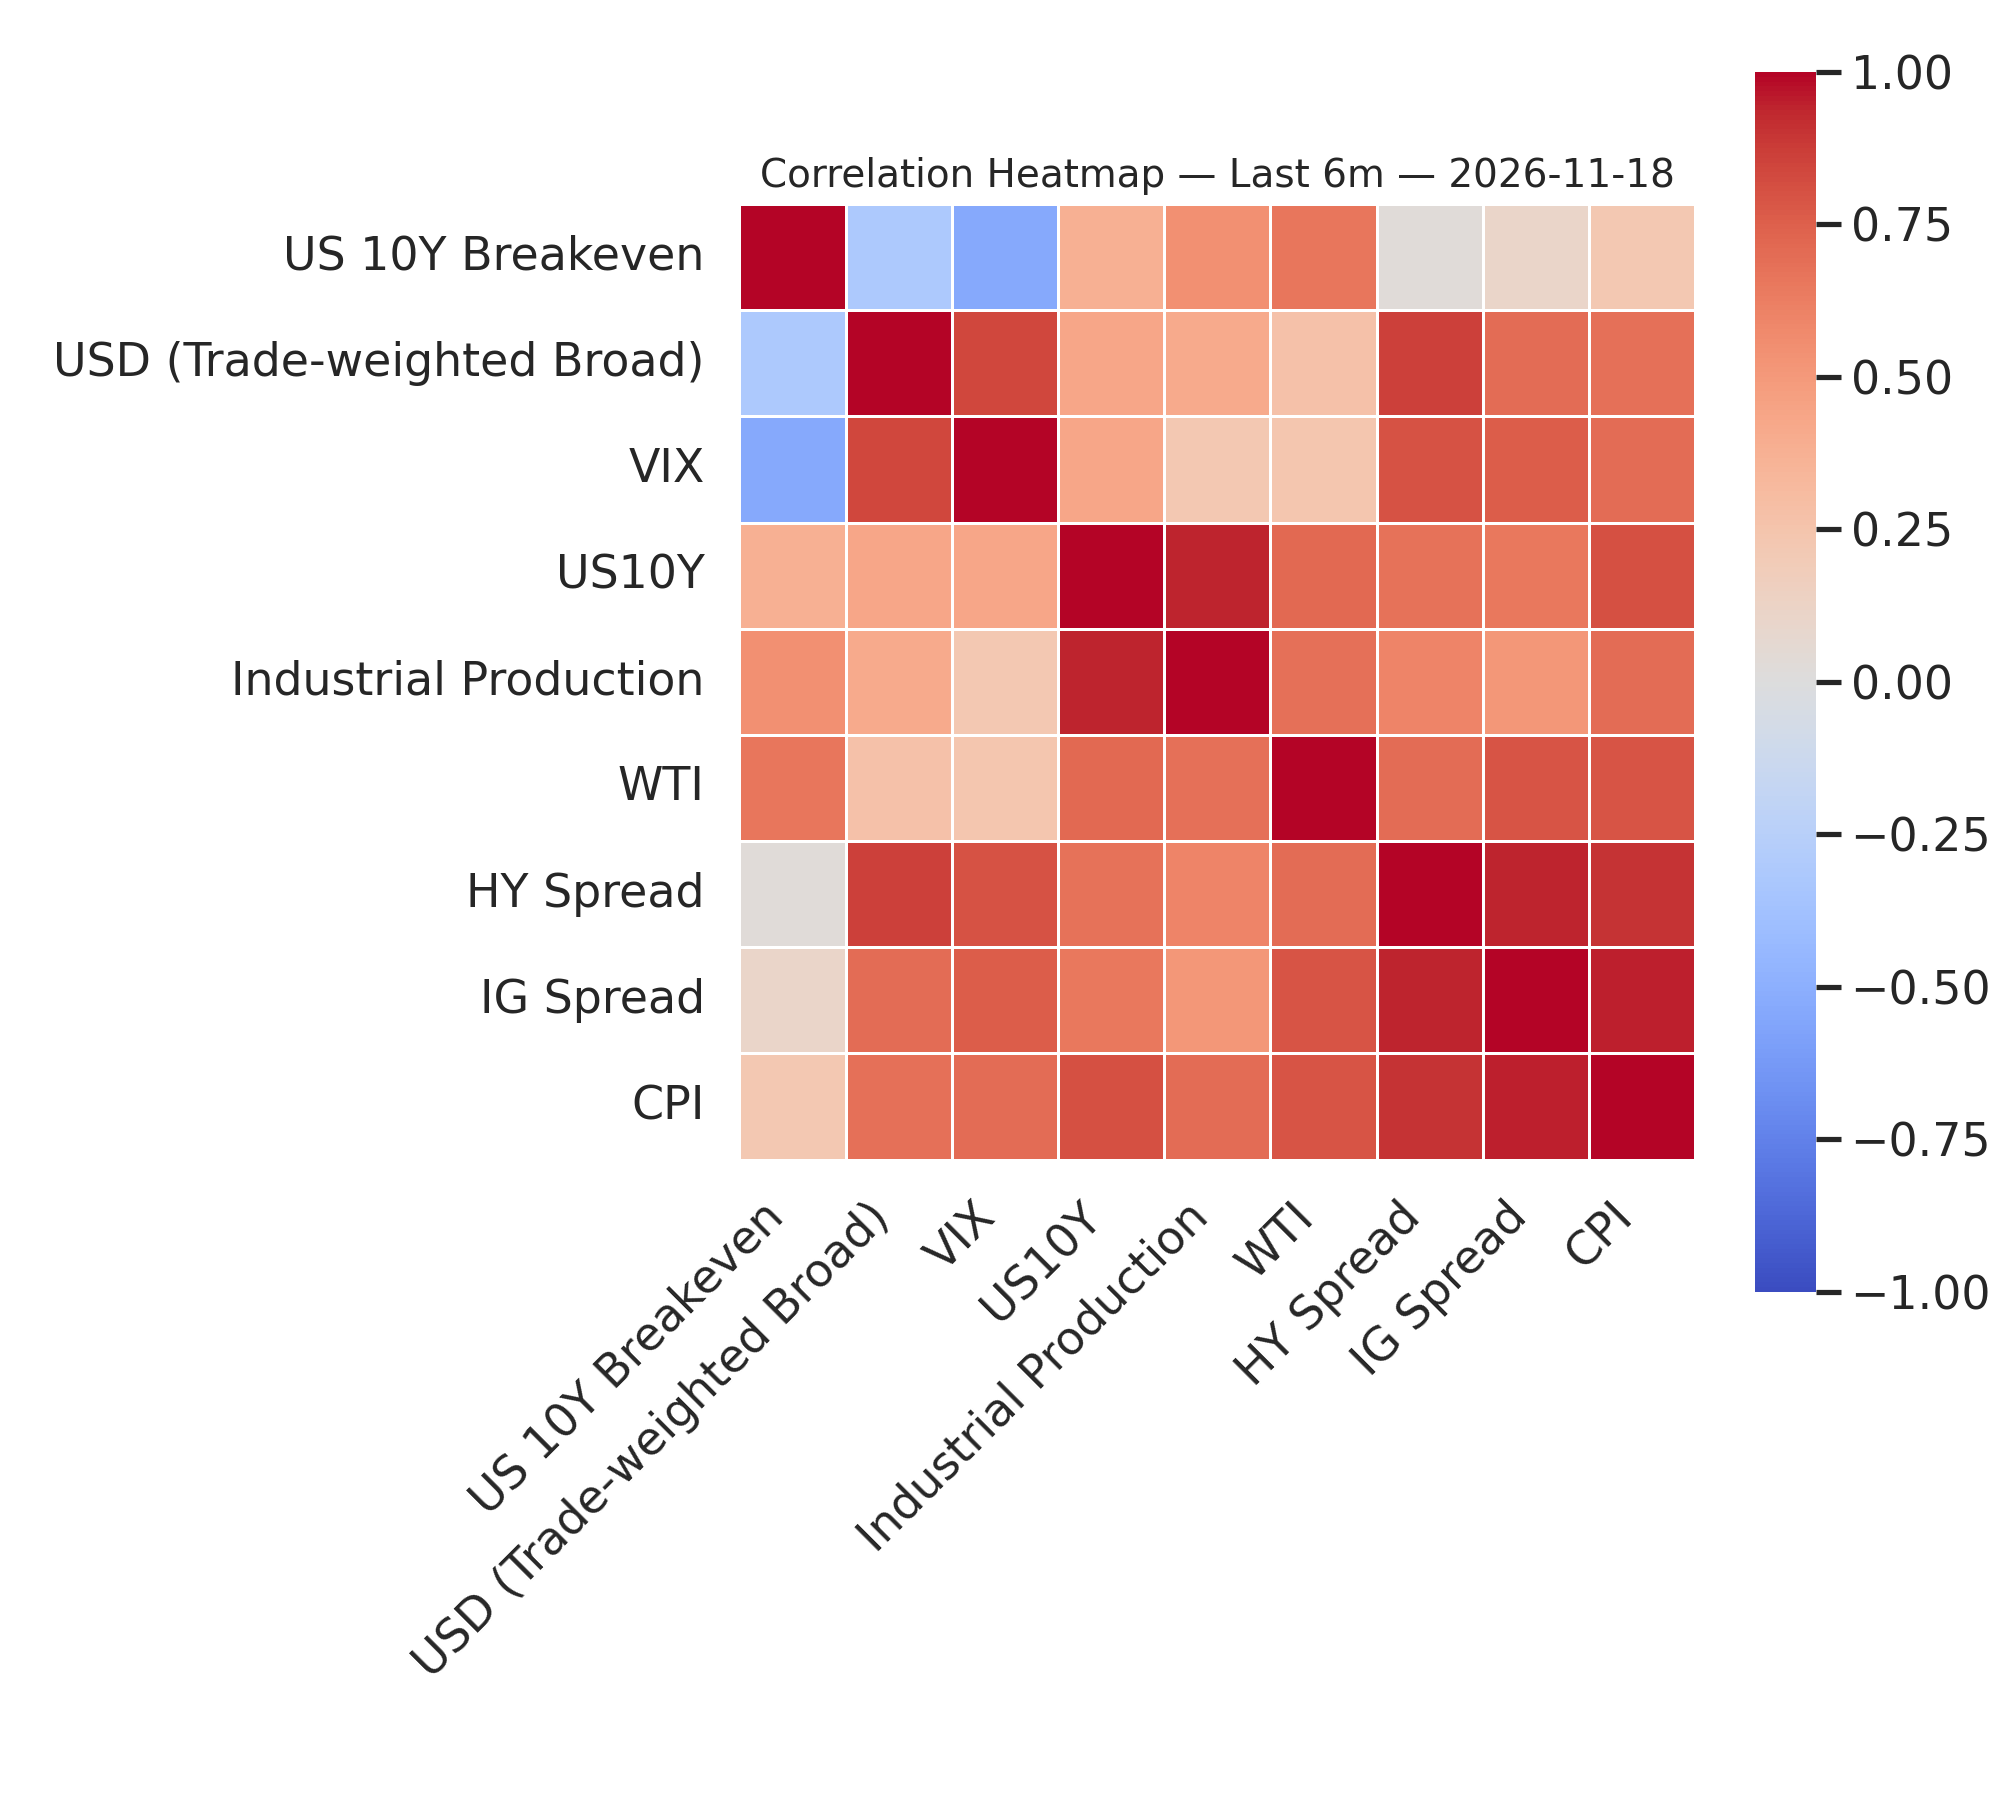 Correlation Heatmap — Last 6m — 2026-11-18
US 10Y Breakeven
USD (Trade-weighted Broad)
VIX
US10Y
Industrial Production
WTI
HY Spread
IG Spread
CPI
US 10Y Breakeven
USD (Trade-weighted Broad)
VIX
US10Y
Industrial Production
WTI
HY Spread
IG Spread
CPI
1.00
0.75
0.50
0.25
0.00
−0.25
−0.50
−0.75
−1.00